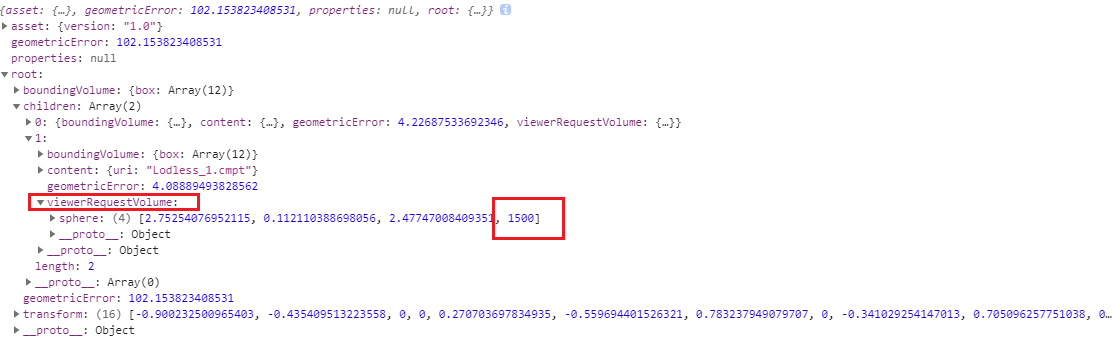 {asset: {…}, geometricError: 102.153823408531, properties: null, root: {…}} i
asset: {version: "1.0"}
geometricError: 102.153823408531
properties: null
root:
boundingVolume: {box: Array(12)}
children: Array(2)
0: {boundingVolume: {…}, content: {…}, geometricError: 4.22687533692346, viewerRequestVolume: {…}}
1:
boundingVolume: {box: Array(12)}
content: {uri: "Lodless_1.cmpt"}
geometricError: 4.08889493828562
viewerRequestVolume:
sphere: (4) [2.75254076952115, 0.112110388698056, 2.47747008409351, 1500]
__proto__: Object
__proto__: Object
length: 2
__proto__: Array(0)
geometricError: 102.153823408531
transform: (16) [-0.900232500965403, -0.435409513223558, 0, 0, 0.270703697834935, -0.559694401526321, 0.783237949079707, 0, -0.341029254147013, 0.705096257751038, 0…
__proto__: Object